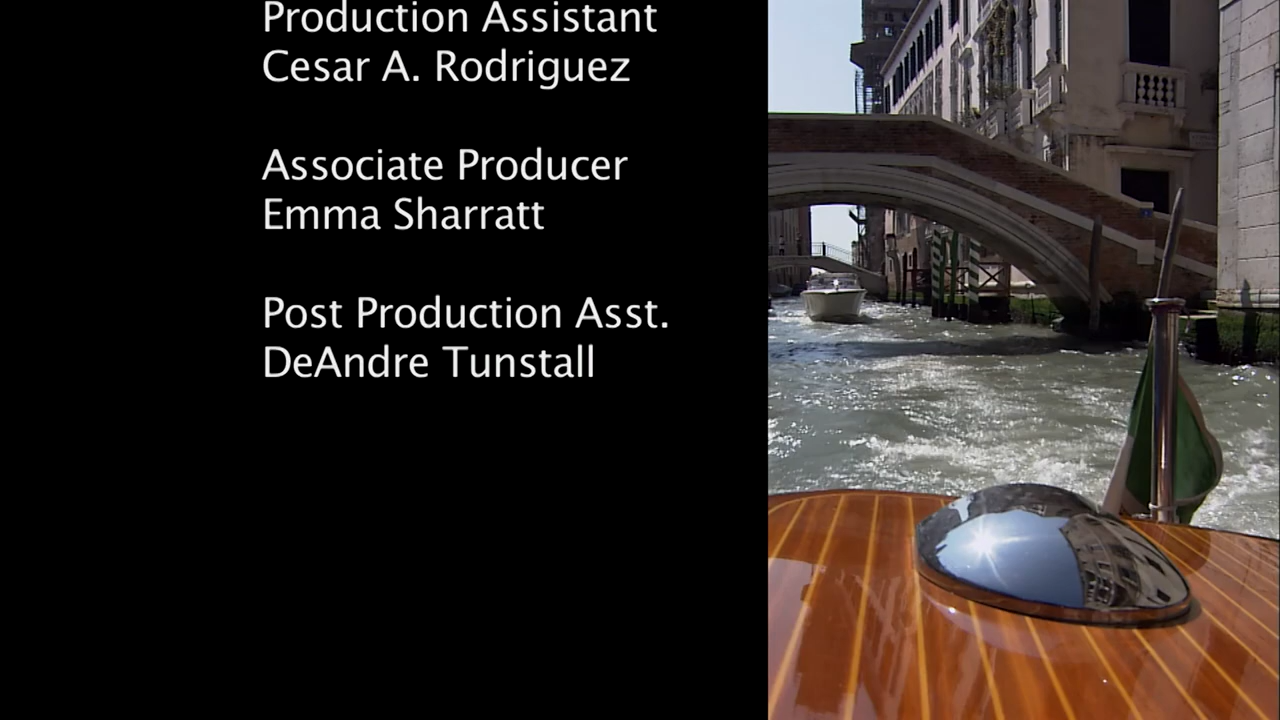 Production Assistant
Cesar A. Rodriguez
Associate Producer
Emma Sharratt
Post Production Asst.
DeAndre Tunstall